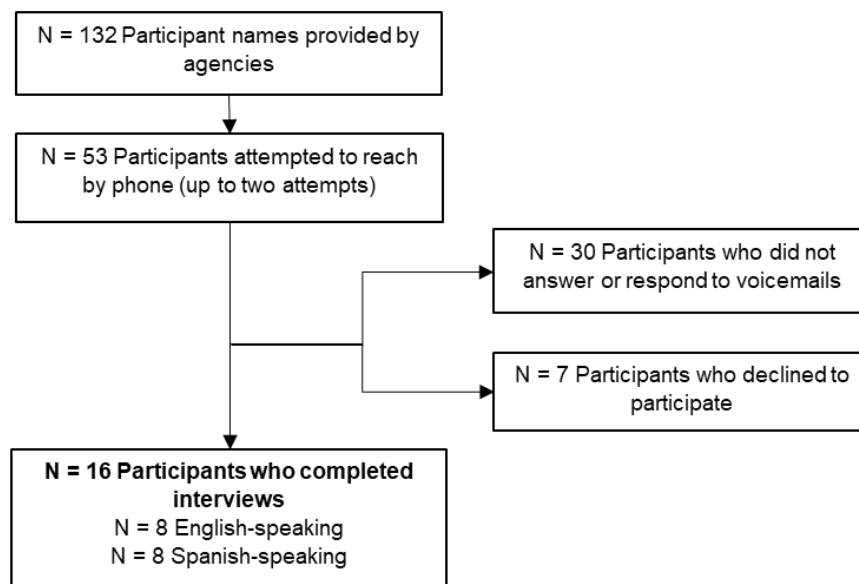 N = 132 Participant names provided by
agencies
N = 53 Participants attempted to reach
by phone (up to two attempts)
N = 30 Participants who did not
answer or respond to voicemails
N = 7 Participants who declined to
participate
N = 16 Participants who completed
interviews
N = 8 English-speaking
N = 8 Spanish-speaking